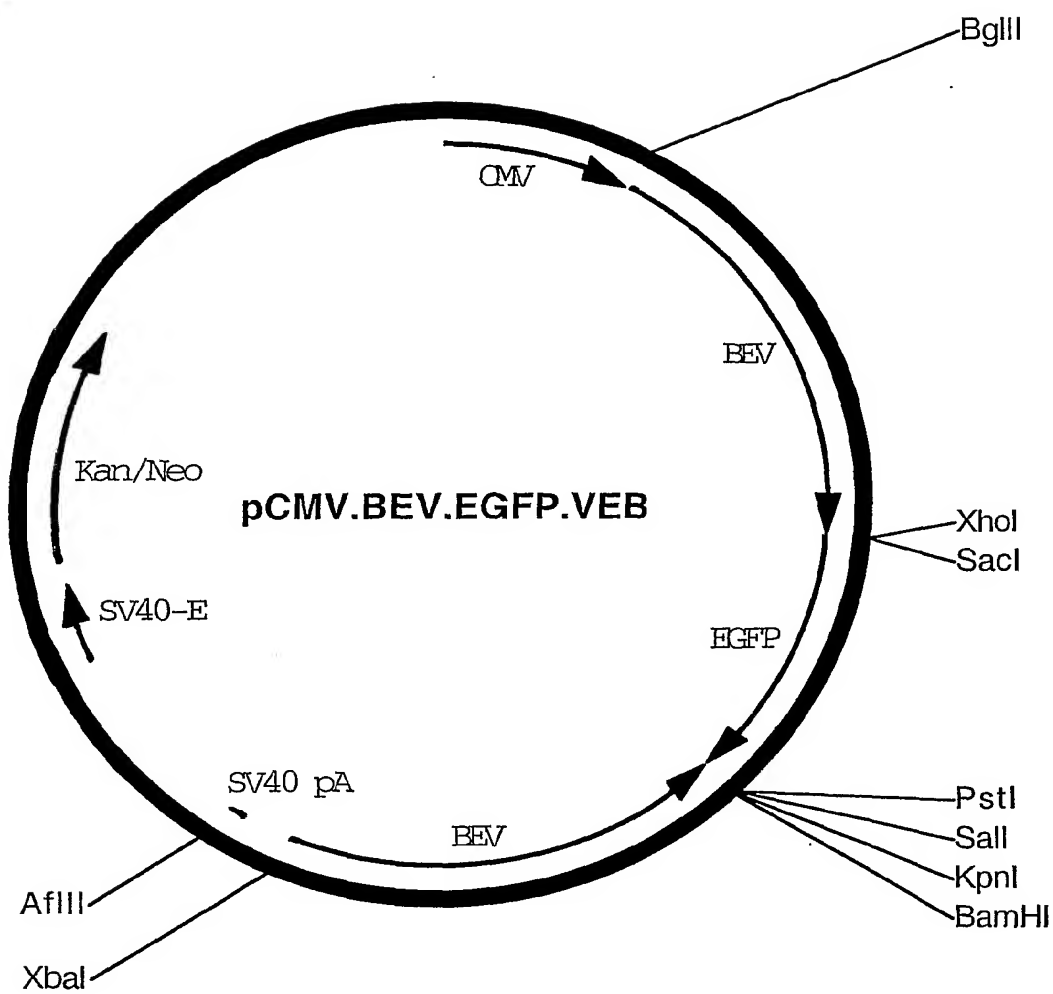 BglII
CMV
BEV
Kan/Neo
pCMV.BEV.EGFP.VEB
XhoI
SacI
SV40-E
EGFP
SV40 pA
BEV
PstI
SalI
KpnI
BamHI
AflII
XbaI